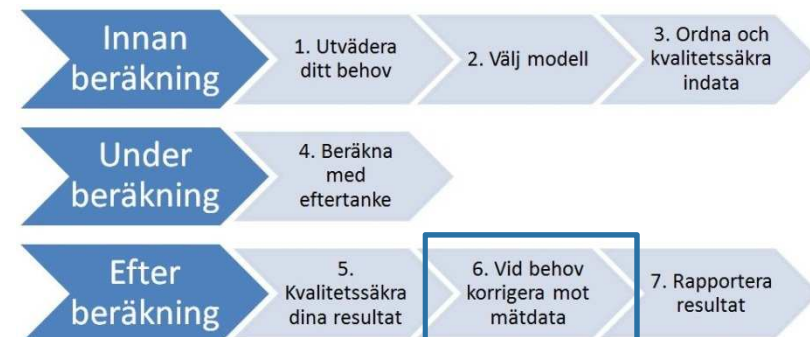 Innan
beräkning
1. Utvädera
ditt behov
2. Välj modell
3. Ordna och
kvalitetssäkra
indata
Under
beräkning
4. Beräkna
med
eftertanke
Efter
beräkning
5.
Kvalitetssäkra
dina resultat
6. Vid behov
korrigera mot
mätdata
7. Rapportera
resultat